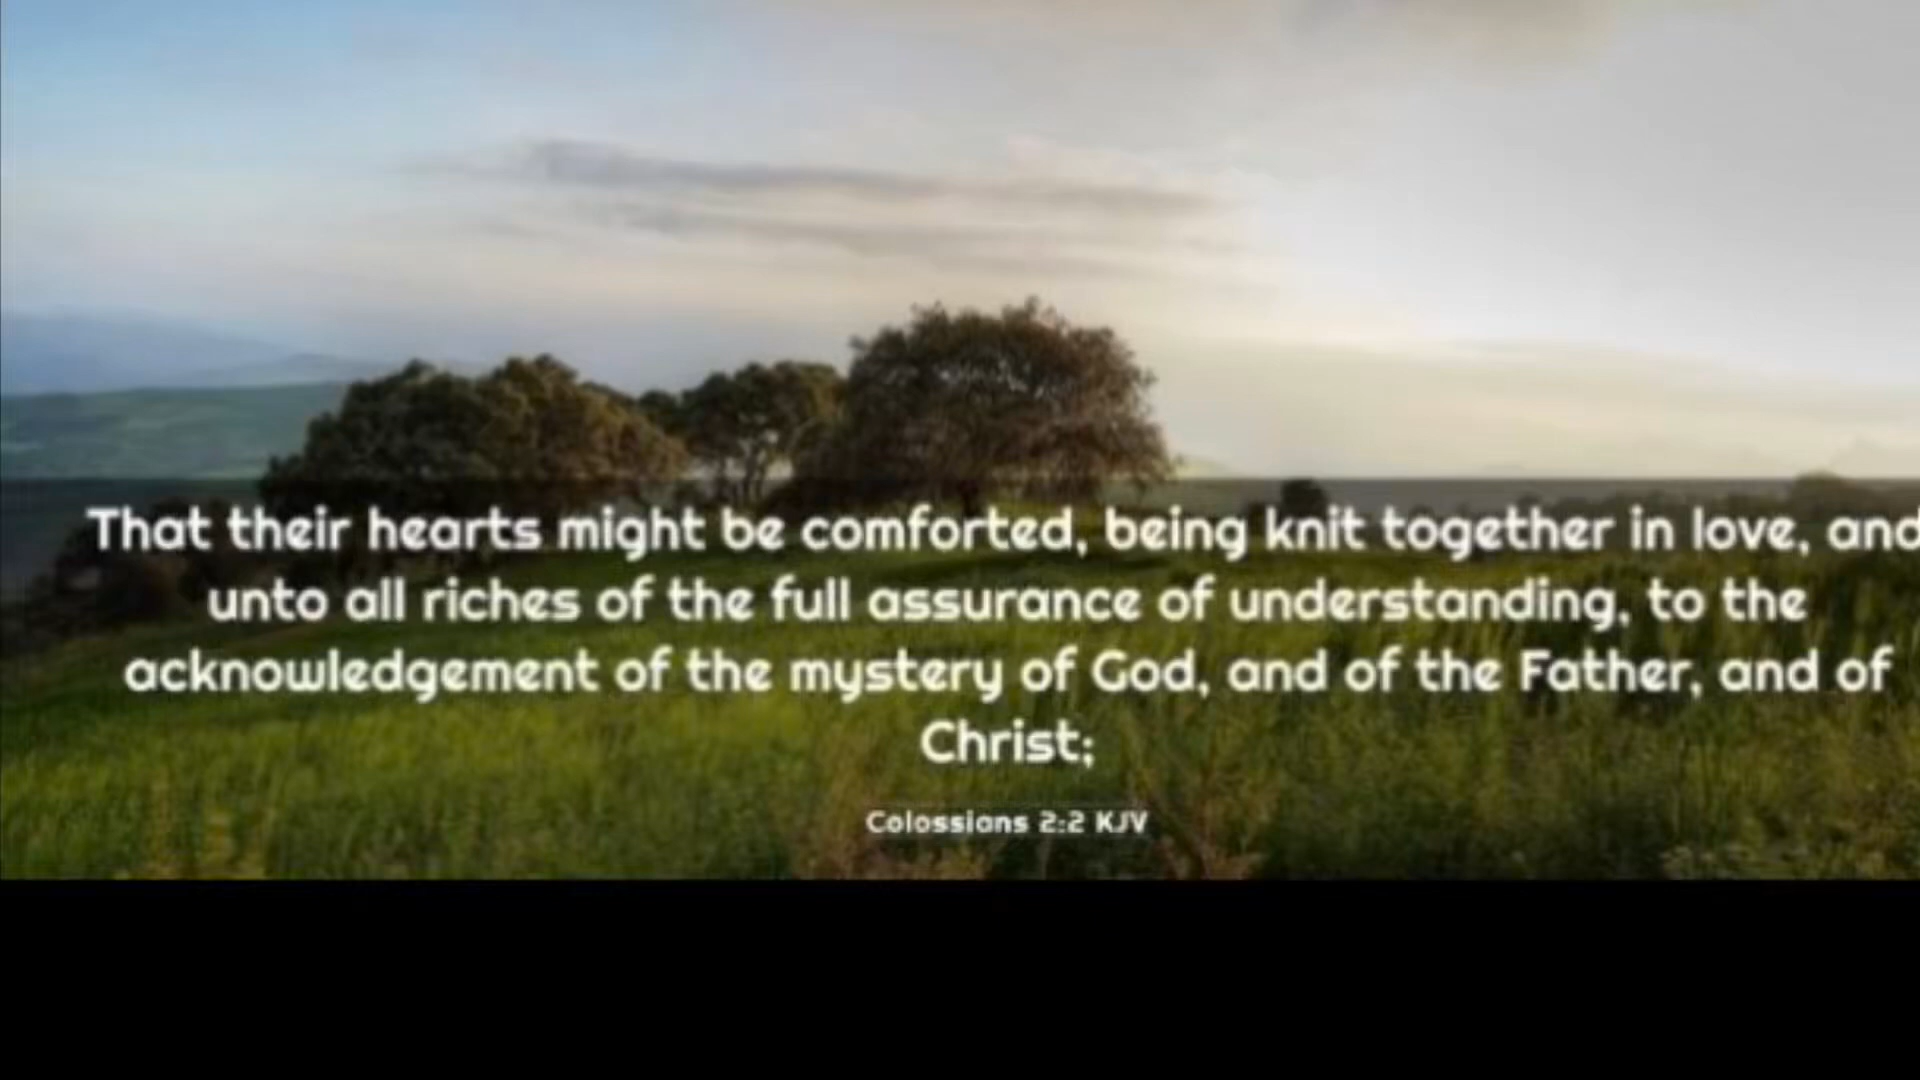 That their hearts might be comforted, being knit together in love, and
unto all riches of the full assurance of understanding, to the
acknowledgement of the mystery of God, and of the Father, and of
Christ;
Colossians 2:2 KJV